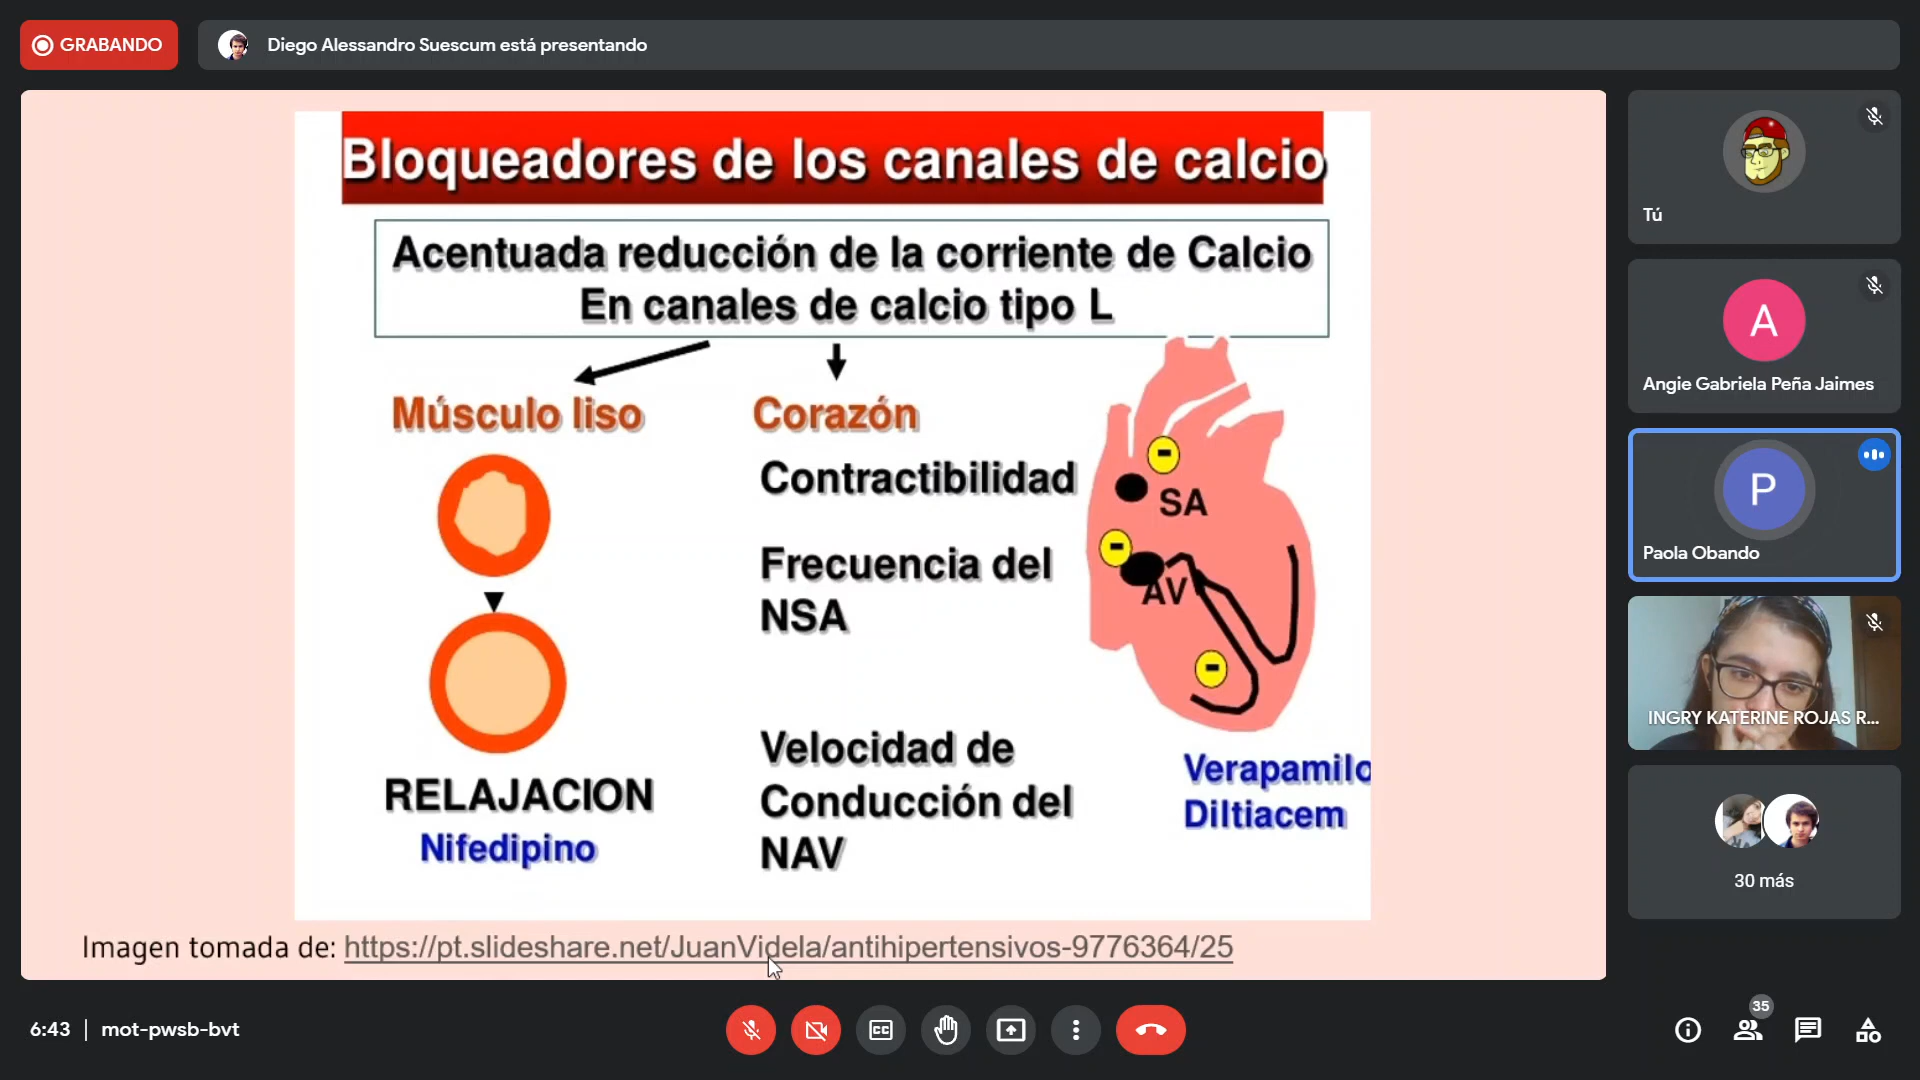 GRABANDO
Diego Alessandro Suescum está presentando
Bloqueadores de los canales de calcio
Acentuada reducción de la corriente de Calcio
En canales de calcio tipo L
Músculo liso
RELAJACION
Nifedipino
Corazón
Contractibilidad
Frecuencia del
NSA
Velocidad de
Conducción del
NAV
SA
AV
Verapamilo
Diltiacem
Imagen tomada de: https://pt.slideshare.net/JuanVidela/antihipertensivos-9776364/25
Tú
A
Angie Gabriela Peña Jaimes
P
Paola Obando
INGRY KATERINE ROJAS R...
30 más
6:43 | mot-pwsb-bvt
CC
35